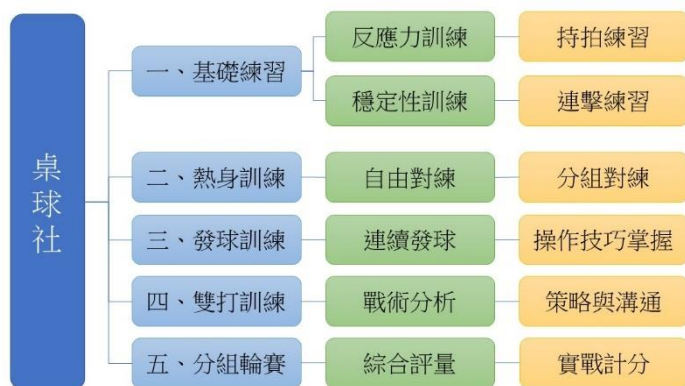 桌球社
一、基礎練習
反應力訓練
持拍練習
穩定性訓練
連擊練習
二、熱身訓練
自由對練
分組對練
三、發球訓練
連續發球
操作技巧掌握
四、雙打訓練
戰術分析
策略與溝通
五、分組輪賽
綜合評量
實戰計分